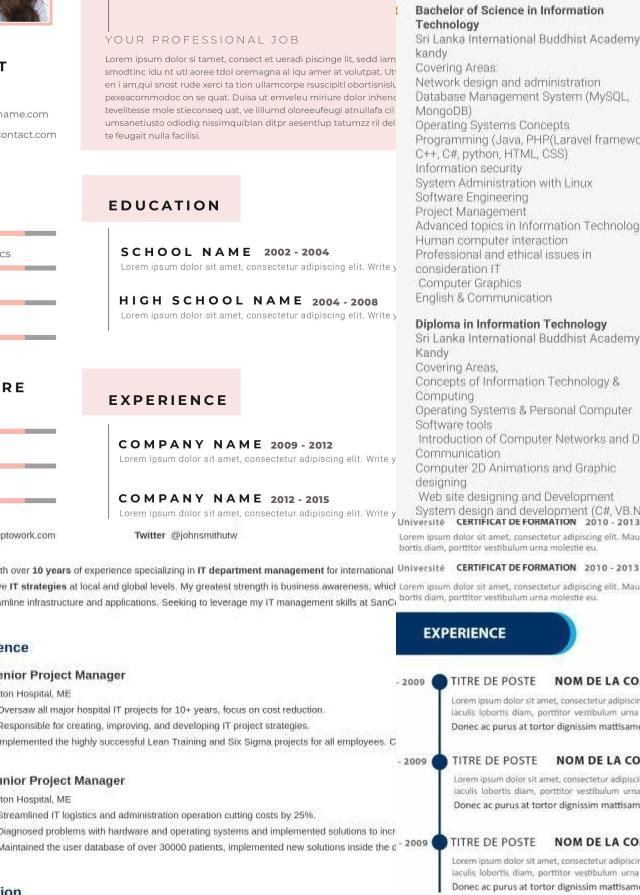 YOUR PROFESSIONAL JOB
Lorem ipsum dolor si tamet, consect et ueradi piscinge lit, sedd iam
smodtinc idu nt utl aoree tdol oremagna al iqu amer at volutpat.
en i am,qui snost rude xerci ta tion ullamcorpe rsuscipitl obortisnislu
pexeacommodoc on se quat. Duisa ut emveleu miriure dolor inhend
tevelitesse mole stieconseq uat, ve lillumd oloreeufeugi atnulla cil
umsanetiusto odiodig nissimquiblan ditpr aesentlup tatumzz ril del
te feugait nulla facilisi.
T
name.com
contact.com
EDUCATION
SCHOOL NAME 2002 - 2004
Lorem ipsum dolor sit amet, consectetur adipiscing elit. Write y
HIGH SCHOOL NAME 2004 - 2008
Lorem ipsum dolor sit amet, consectetur adipiscing elit. Write y
cs
RE
EXPERIENCE
COMPANY NAME 2009 - 2012
Lorem ipsum dolor sit amet, consectetur adipiscing elit. Write y
COMPANY NAME 2012 - 2015
Lorem ipsum dolor sit amet, consectetur adipiscing elit. Write y
ptowork.com Twitter @johnsmithutw
th over 10 years of experience specializing in IT department management for international
e IT strategies at local and global levels. My greatest strength is business awareness, which
amline infrastructure and applications. Seeking to leverage my IT management skills at SanC
ence
enior Project Manager
ton Hospital, ME
Oversaw all major hospital IT projects for 10+ years, focus on cost reduction.
Responsible for creating, improving, and developing IT project strategies.
mplemented the highly successful Lean Training and Six Sigma projects for all employees. C
unior Project Manager
ton Hospital, ME
Streamlined IT logistics and administration operation cutting costs by 25%.
Diagnosed problems with hardware and operating systems and implemented solutions to incr
Maintained the user database of over 30000 patients, implemented new solutions inside the d
tion
Bachelor of Science in Information
Technology
Sri Lanka International Buddhist Academy
kandy
Covering Areas:
Network design and administration
Database Management System (MySQL,
MongoDB)
Operating Systems Concepts
Programming (Java, PHP(Laravel framewo
C++, C#, python, HTML, CSS)
Information security
System Administration with Linux
Software Engineering
Project Management
Advanced topics in Information Technolog
Human computer interaction
Professional and ethical issues in
consideration IT
Computer Graphics
English & Communication
Diploma in Information Technology
Sri Lanka International Buddhist Academy
Kandy
Covering Areas,
Concepts of Information Technology &
Computing
Operating Systems & Personal Computer
Software tools
Introduction of Computer Networks and D
Communication
Computer 2D Animations and Graphic
designing
Web site designing and Development
System design and development (C#, VB.N
Université CERTIFICAT DE FORMATION 2010 - 2013
Lorem ipsum dolor sit amet, consectetur adipiscing elit. Mau
bortis diam, porttitor vestibulum urna molestie eu.
Université CERTIFICAT DE FORMATION 2010 - 2013
Lorem ipsum dolor sit amet, consectetur adipiscing elit. Mau
bortis diam, porttitor vestibulum urna molestie eu.
EXPERIENCE
- 2009 TITRE DE POSTE NOM DE LA CO
Lorem ipsum dolor sit amet, consectetur adipiscin
iaculis lobortis diam, porttitor vestibulum urna
Donec ac purus at tortor dignissim mattisame
- 2009 TITRE DE POSTE NOM DE LA CO
Lorem ipsum dolor sit amet, consectetur adipisci
iaculis lobortis diam, porttitor vestibulum urna
Donec ac purus at tortor dignissim mattisam
- 2009 TITRE DE POSTE NOM DE LA CO
Lorem ipsum dolor sit amet, consectetur adipisci
iaculis lobortis diam, porttitor vestibulum urna
Donec ac purus at tortor dignissim mattisam